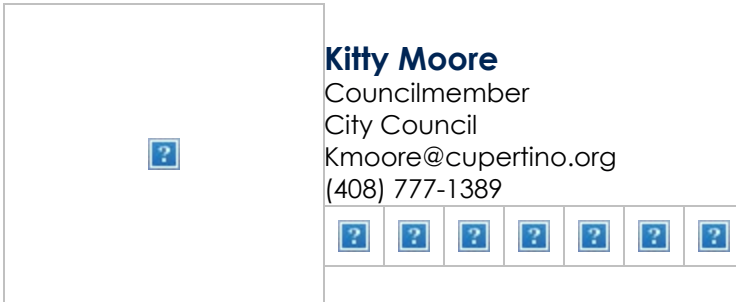 Kitty Moore
Councilmember
City Council
Kmoore@cupertino.org
(408) 777-1389